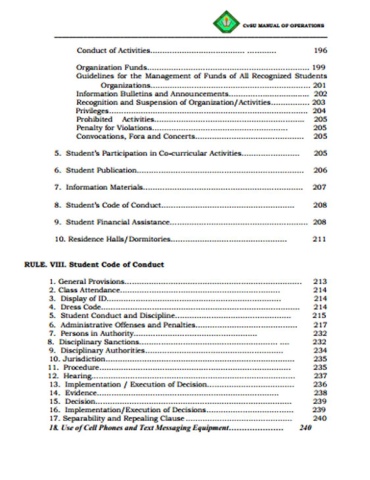 CvSU MANUAL OF OPERATIONS
Conduct of Activities............................ ........... 196
Organization Funds.................................................................. 199
Guidelines for the Management of Funds of All Recognized Students
Organizations................................................................. 201
Information Bulletins and Announcements................................ 202
Recognition and Suspension of Organization/Activities................ 203
Privileges................................................................................ 204
Prohibited Activities............................................................. 205
Penalty for Violations....................................................... 205
Convocations, Fora and Concerts............................................ 205
5. Student's Participation in Co-curricular Activities....................... 205
6. Student Publication.................................................................... 206
7. Information Materials................................................................. 207
8. Student's Code of Conduct...................................................... 208
9. Student Financial Assistance........................................................ 208
10. Residence Halls/Dormitories............................................... 211
RULE. VIII. Student Code of Conduct
1. General Provisions........................................................................ 213
2. Class Attendance.................................................................... 214
3. Display of ID....................................................................... 214
4. Dress Code................................................................................ 214
5. Student Conduct and Discipline............................................... 215
6. Administrative Offenses and Penalties......................................... 217
7. Persons in Authority.................................................. 232
8. Disciplinary Sanctions....................................................... .... 232
9. Disciplinary Authorities........................................................ 234
10. Jurisdiction............................................................................. 235
11. Procedure............................................................................. 235
12. Hearing................................................................................... 237
13. Implementation / Execution of Decision................................... 236
14. Evidence.......................................................................... 238
15. Decision.................................................................................. 239
16. Implementation/Execution of Decisions.................................... 239
17. Separability and Repealing Clause ........................................... 240
18. Use of Cell Phones and Text Messaging Equipment..................... 240